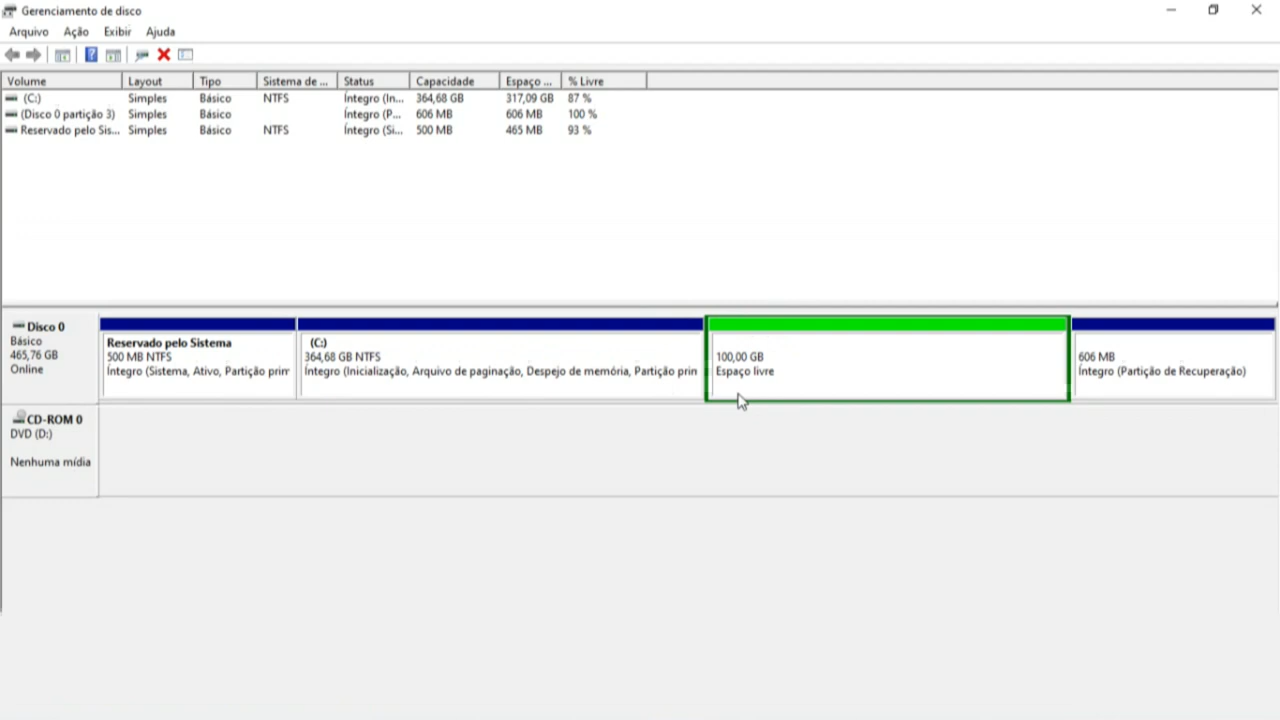 Gerenciamento de disco
Arquivo Ação Exibir Ajuda
Volume Layout Tipo Sistema de ... Status Capacidade Espaço ... % Livre
(C:) Simples Básico NTFS Íntegro (In... 364,68 GB 317,09 GB 87 %
(Disco 0 partição 3) Simples Básico Íntegro (P... 606 MB 606 MB 100 %
Reservado pelo Sis... Simples Básico NTFS Íntegro (Si... 500 MB 465 MB 93 %
Disco 0
Básico
465,76 GB
Online
Reservado pelo Sistema
500 MB NTFS
Íntegro (Sistema, Ativo, Partição prir
(C:)
364,68 GB NTFS
Íntegro (Inicialização, Arquivo de paginação, Despejo de memória, Partição prin
100,00 GB
Espaço livre
606 MB
Íntegro (Partição de Recuperação)
CD-ROM 0
DVD (D:)
Nenhuma mídia